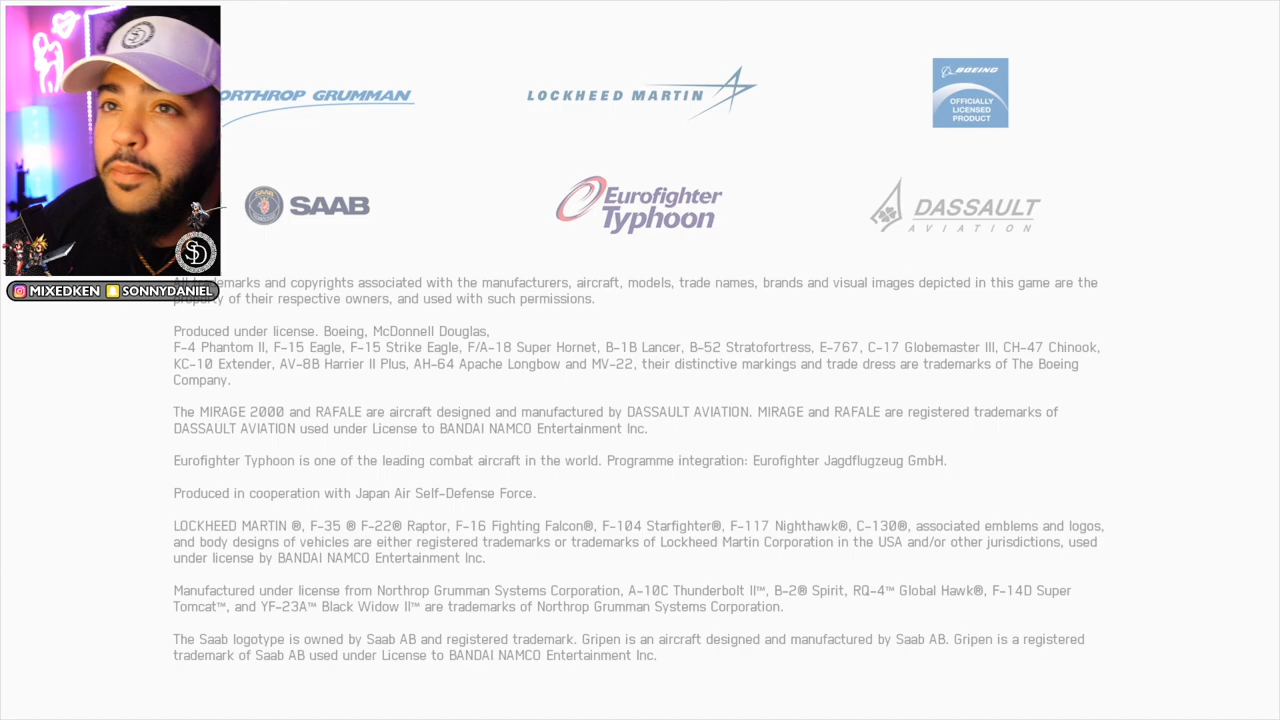 NORTHROP GRUMMAN
LOCKHEED MARTIN
BOEING
OFFICIALLY
LICENSED
PRODUCT
SAAB
Eurofighter
Typhoon
DASSAULT
AVIATION
SD
MIXEDKEN SONNYDANIEL
All trademarks and copyrights associated with the manufacturers, aircraft, models, trade names, brands and visual images depicted in this game are the
property of their respective owners, and used with such permissions.
Produced under license. Boeing, McDonnell Douglas,
F-4 Phantom II, F-15 Eagle, F-15 Strike Eagle, F/A-18 Super Hornet, B-1B Lancer, B-52 Stratofortress, E-767, C-17 Globemaster III, CH-47 Chinook,
KC-10 Extender, AV-8B Harrier II Plus, AH-64 Apache Longbow and MV-22, their distinctive markings and trade dress are trademarks of The Boeing
Company.
The MIRAGE 2000 and RAFALE are aircraft designed and manufactured by DASSAULT AVIATION. MIRAGE and RAFALE are registered trademarks of
DASSAULT AVIATION used under License to BANDAI NAMCO Entertainment Inc.
Eurofighter Typhoon is one of the leading combat aircraft in the world. Programme integration: Eurofighter Jagdflugzeug GmbH.
Produced in cooperation with Japan Air Self-Defense Force.
LOCKHEED MARTIN ®, F-35 ® F-22® Raptor, F-16 Fighting Falcon®, F-104 Starfighter®, F-117 Nighthawk®, C-130®, associated emblems and logos,
and body designs of vehicles are either registered trademarks or trademarks of Lockheed Martin Corporation in the USA and/or other jurisdictions, used
under license by BANDAI NAMCO Entertainment Inc.
Manufactured under license from Northrop Grumman Systems Corporation, A-10C Thunderbolt II™, B-2® Spirit, RQ-4™ Global Hawk®, F-14D Super
Tomcat™, and YF-23A™ Black Widow II™ are trademarks of Northrop Grumman Systems Corporation.
The Saab logotype is owned by Saab AB and registered trademark. Gripen is an aircraft designed and manufactured by Saab AB. Gripen is a registered
trademark of Saab AB used under License to BANDAI NAMCO Entertainment Inc.